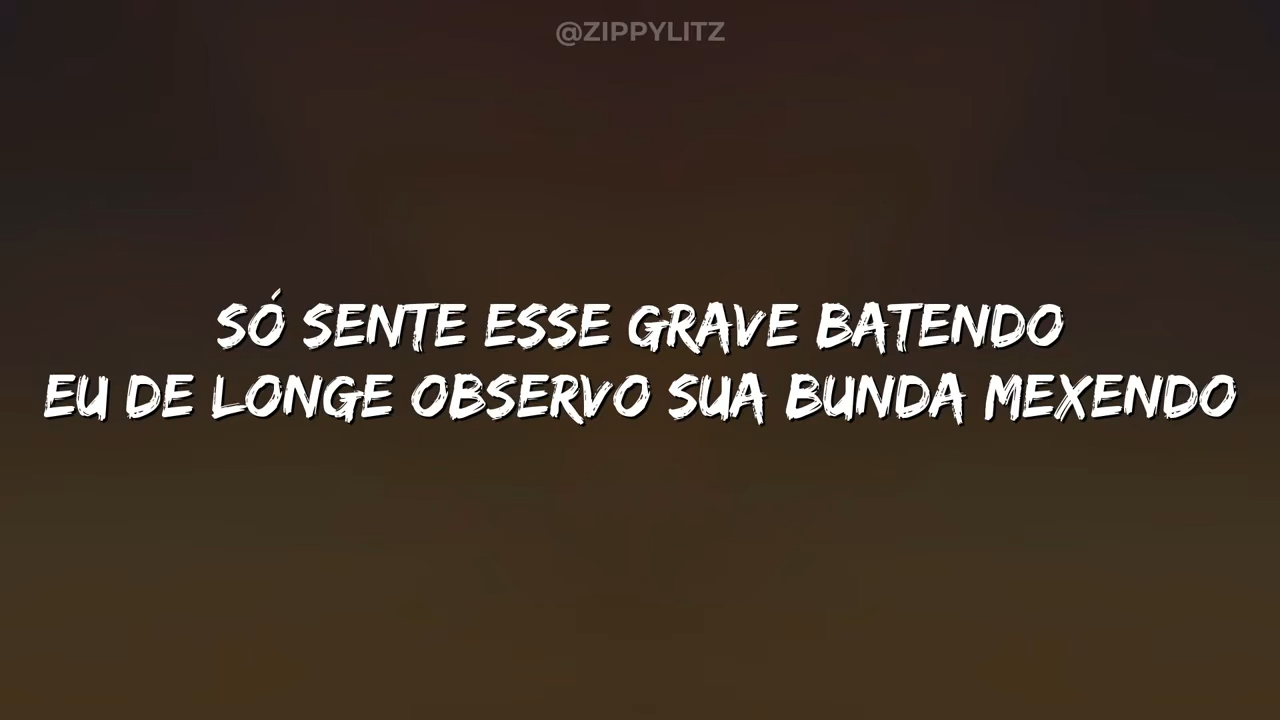 @ZIPPYLITZ
SÓ SENTE ESSE GRAVE BATENDO
EU DE LONGE OBSERVO SUA BUNDA MEXENDO